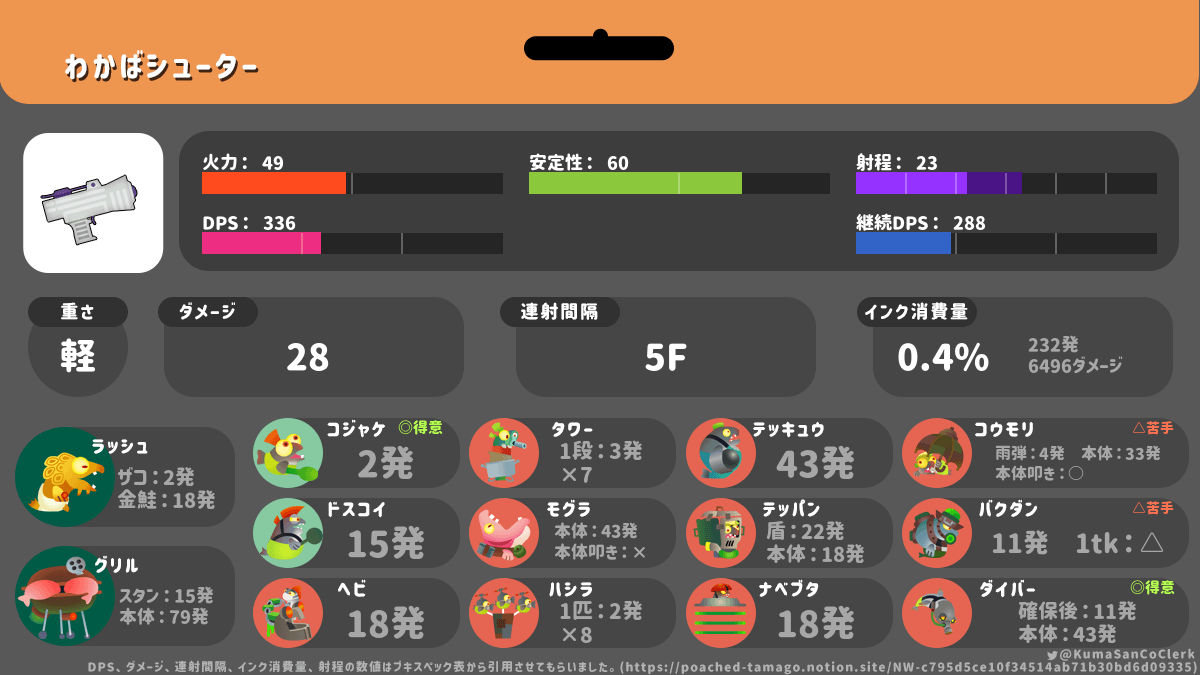 わかばシューター
火力： 49
安定性： 60
射程： 23
DPS： 336
継続DPS： 288
重さ
軽
ダメージ
28
連射間隔
5F
インク消費量
0.4%
232発
6496ダメージ
ラッシュ
ザコ：2発
金鮭：18発
グリル
スタン：15発
本体：79発
コジャケ ◎得意
2発
ドスコイ
15発
ヘビ
18発
タワー
1段：3発
×7
モグラ
本体：43発
本体叩き：×
ハシラ
1匹：2発
×8
テッキュウ
43発
テッパン
盾：22発
本体：18発
ナベブタ
18発
コウモリ △苦手
雨弾：4発 本体：33発
本体叩き：○
バクダン △苦手
11発 1tk：△
ダイバー ◎得意
確保後：11発
本体：43発
@KumaSanCoClerk
DPS、ダメージ、連射間隔、インク消費量、射程の数値はブキスペック表から引用させてもらいました。(https://poached-tamago.notion.site/NW-c795d5ce10f34514ab71b30bd6d09335)